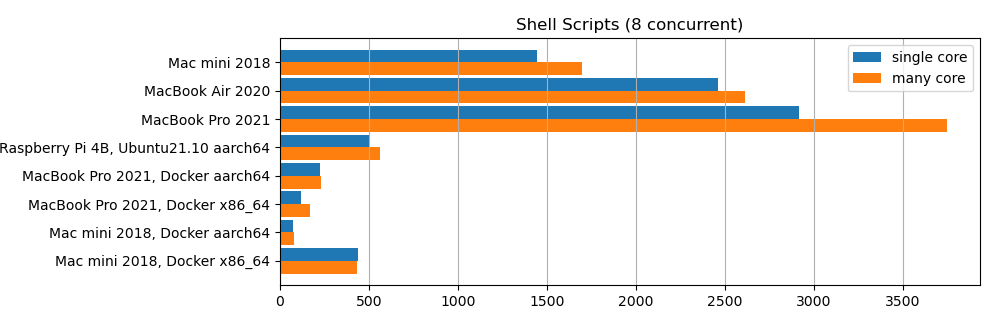 Shell Scripts (8 concurrent)
single core
many core
Mac mini 2018
MacBook Air 2020
MacBook Pro 2021
Raspberry Pi 4B, Ubuntu21.10 aarch64
MacBook Pro 2021, Docker aarch64
MacBook Pro 2021, Docker x86_64
Mac mini 2018, Docker aarch64
Mac mini 2018, Docker x86_64
0 500 1000 1500 2000 2500 3000 3500